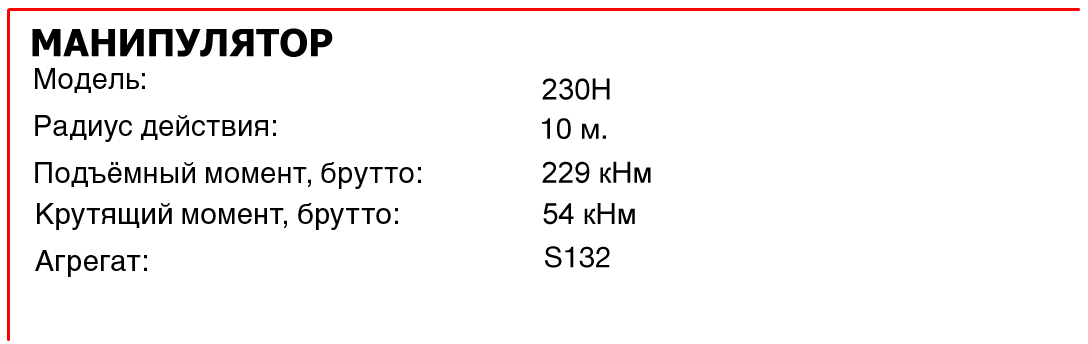 МАНИПУЛЯТОР
Модель: 230H
Радиус действия: 10 м.
Подъёмный момент, брутто: 229 кНм
Крутящий момент, брутто: 54 кНм
Агрегат: S132